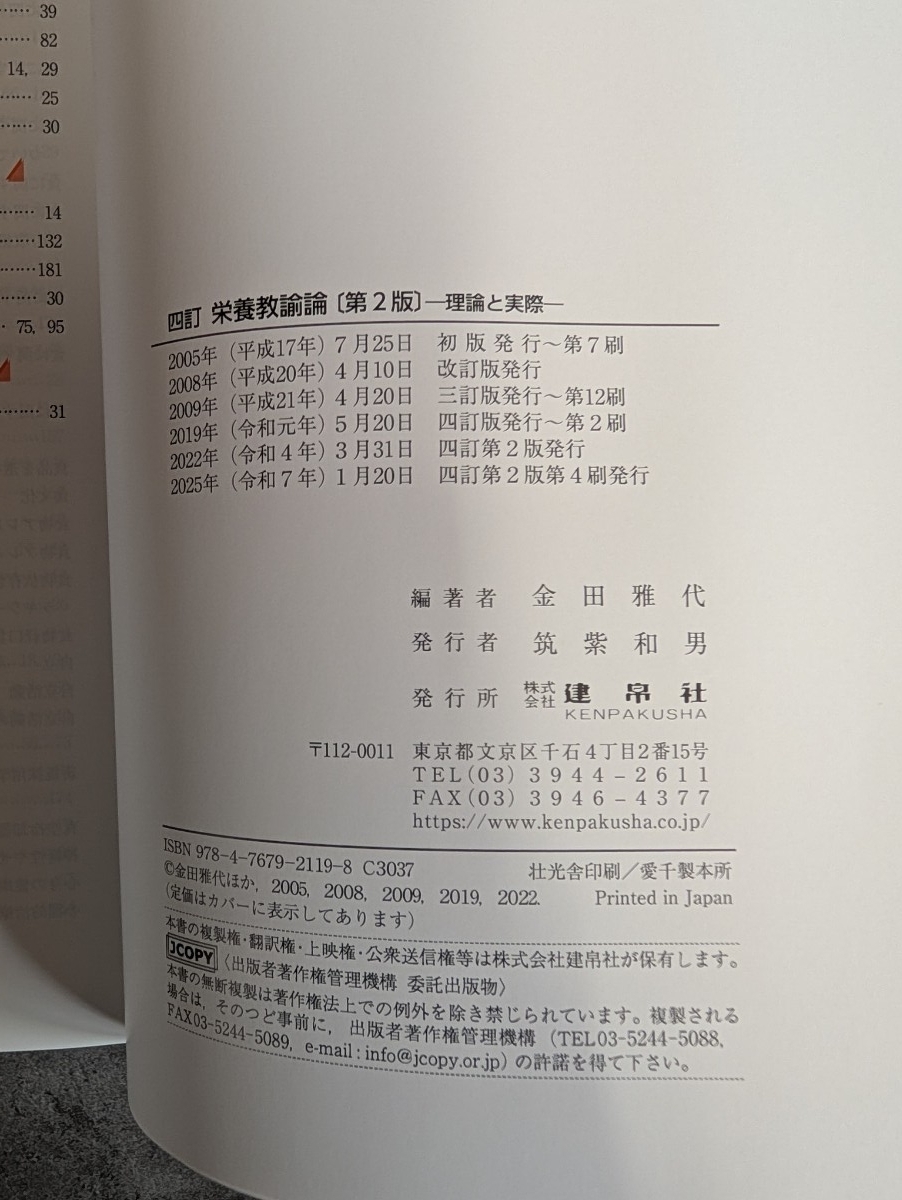 39
82
14, 29
25
30
14
132
181
30
75, 95
31
四訂 栄養教諭論〔第2版〕―理論と実際―
2005年（平成17年）7月25日 初版発行～第7刷
2008年（平成20年）4月10日 改訂版発行
2009年（平成21年）4月20日 三訂版発行～第12刷
2019年（令和元年）5月20日 四訂版発行～第2刷
2022年（令和4年）3月31日 四訂第2版発行
2025年（令和7年）1月20日 四訂第2版第4刷発行
編著者 金田雅代
発行者 筑紫和男
発行所 株式会社 建帛社
KENPAKUSHA
〒112-0011 東京都文京区千石4丁目2番15号
TEL(03)3944-2611
FAX(03)3946-4377
https://www.kenpakusha.co.jp/
ISBN 978-4-7679-2119-8 C3037 壮光舎印刷／愛千製本所
©金田雅代ほか, 2005, 2008, 2009, 2019, 2022. Printed in Japan
（定価はカバーに表示してあります）
本書の複製権・翻訳権・上映権・公衆送信権等は株式会社建帛社が保有します。
JCOPY〈出版者著作権管理機構 委託出版物〉
本書の無断複製は著作権法上での例外を除き禁じられています。複製される
場合は，そのつど事前に，出版者著作権管理機構（TEL03-5244-5088,
FAX03-5244-5089, e-mail:info@jcopy.or.jp）の許諾を得て下さい。